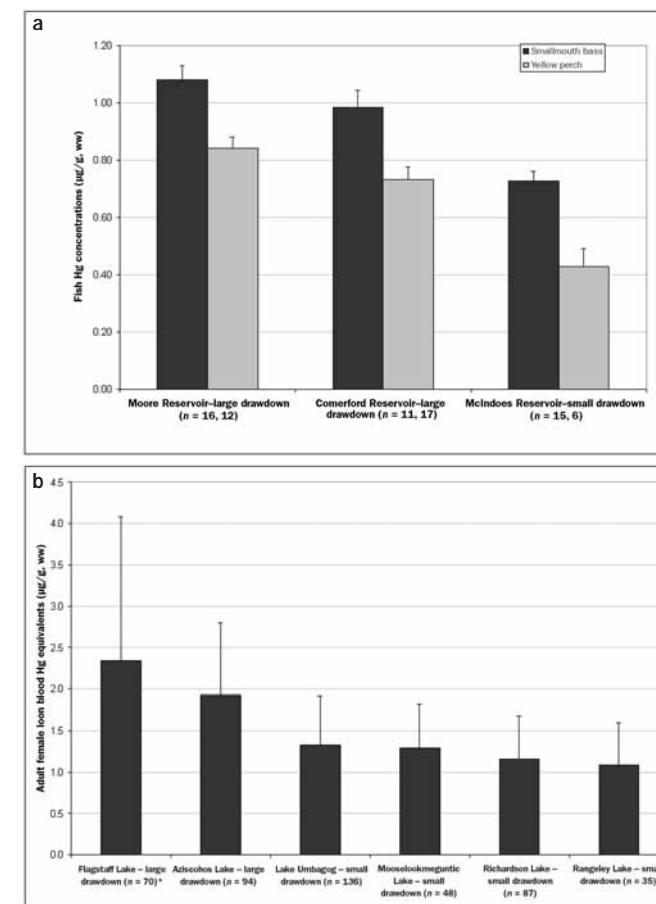 a
1.20
1.00
0.80
0.60
0.40
0.20
0.00
Fish Hg concentrations (µg/g, ww)
Smallmouth bass
Yellow perch
Moore Reservoir–large drawdown
(n = 16, 12)
Comerford Reservoir–large
drawdown (n = 11, 17)
McIndoes Reservoir–small drawdown
(n = 15, 6)
b
4.5
4.0
3.5
3.0
2.5
2.0
1.5
1.0
0.5
0.0
Adult female loon blood Hg equivalents (µg/g, ww)
Flagstaff Lake – large
drawdown (n = 70)*
Aziscohos Lake – large
drawdown (n = 94)
Lake Umbagog – small
drawdown (n = 136)
Mooselookmeguntic
Lake – small
drawdown (n = 48)
Richardson Lake –
small drawdown
(n = 87)
Rangeley Lake – sma
drawdown (n = 35)